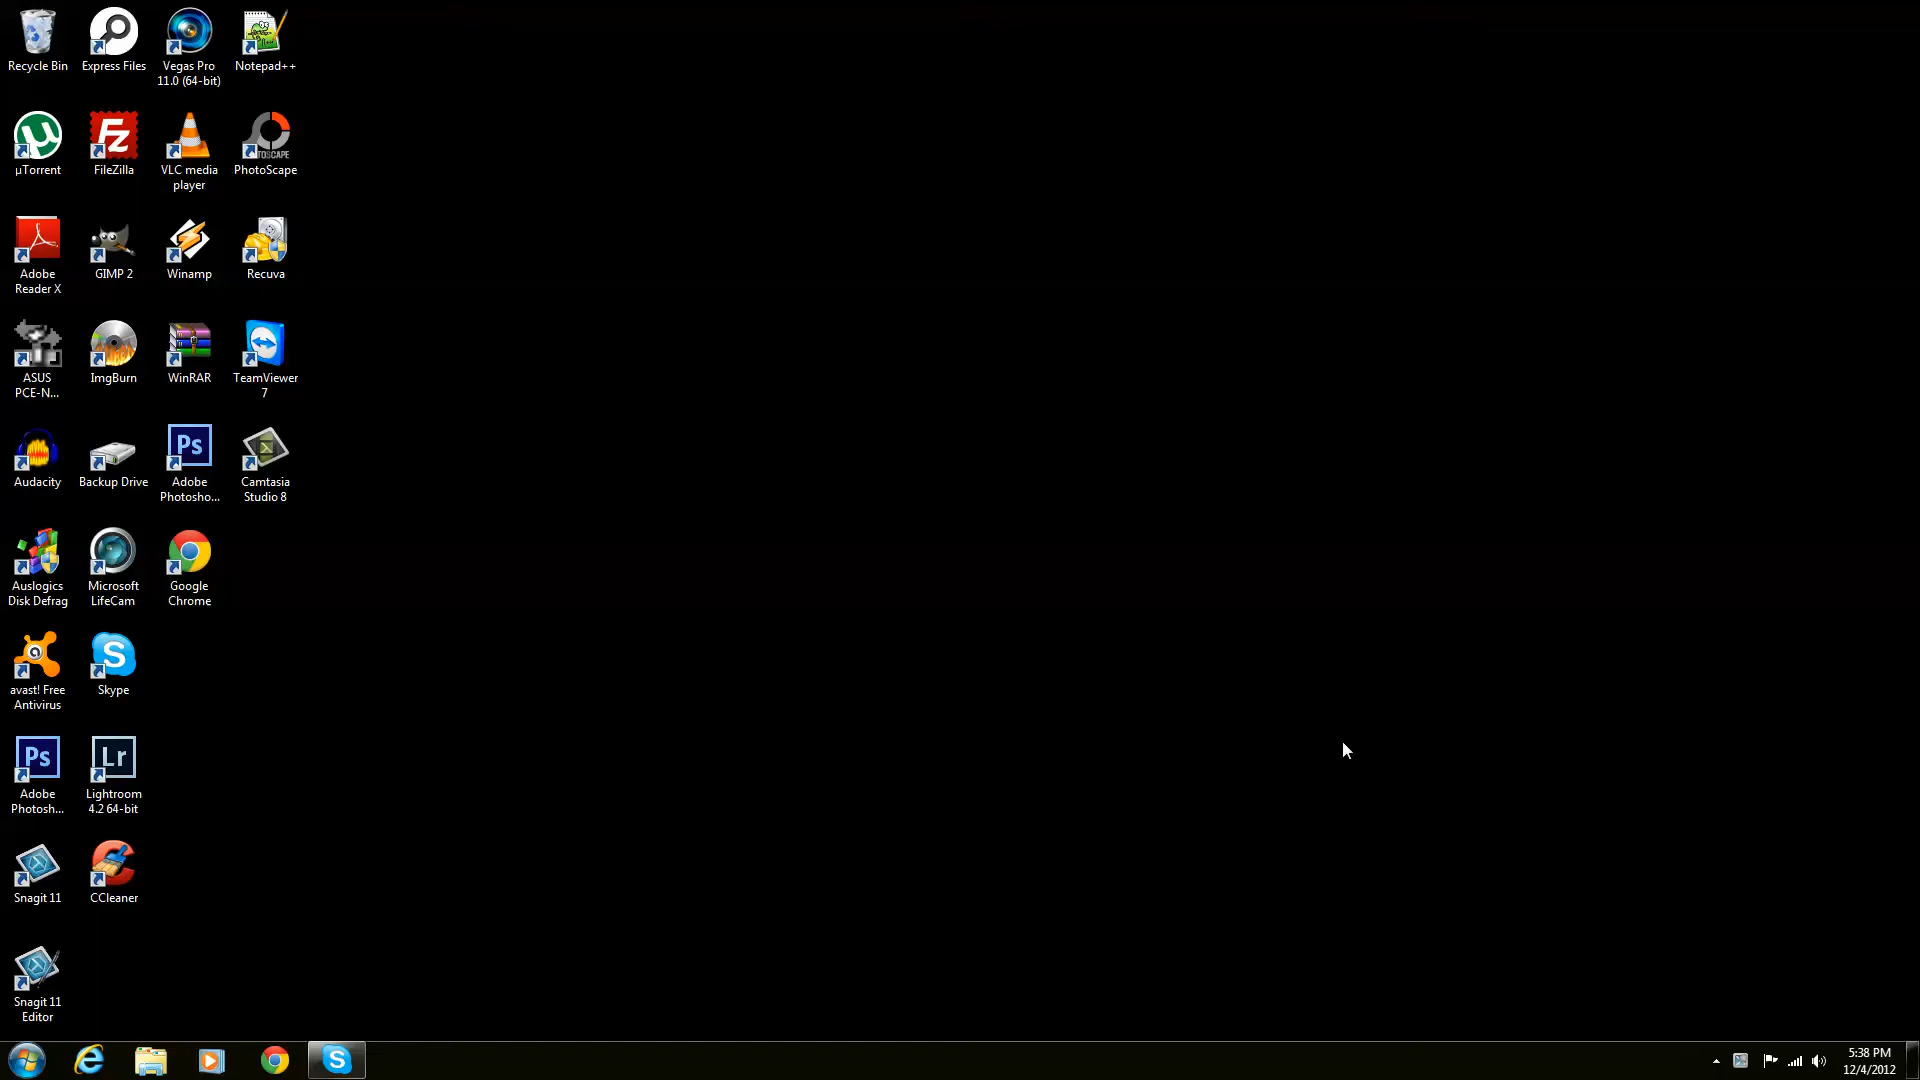 Recycle Bin
Express Files
Vegas Pro
11.0 (64-bit)
Notepad++
µTorrent
FileZilla
VLC media
player
PhotoScape
Adobe
Reader X
GIMP 2
Winamp
Recuva
ASUS
PCE-N...
ImgBurn
WinRAR
TeamViewer
7
Audacity
Backup Drive
Ps
Adobe
Photosho...
Camtasia
Studio 8
Auslogics
Disk Defrag
Microsoft
LifeCam
Google
Chrome
avast! Free
Antivirus
Skype
Ps
Adobe
Photosh...
Lr
Lightroom
4.2 64-bit
Snagit 11
CCleaner
Snagit 11
Editor
5:38 PM
12/4/2012